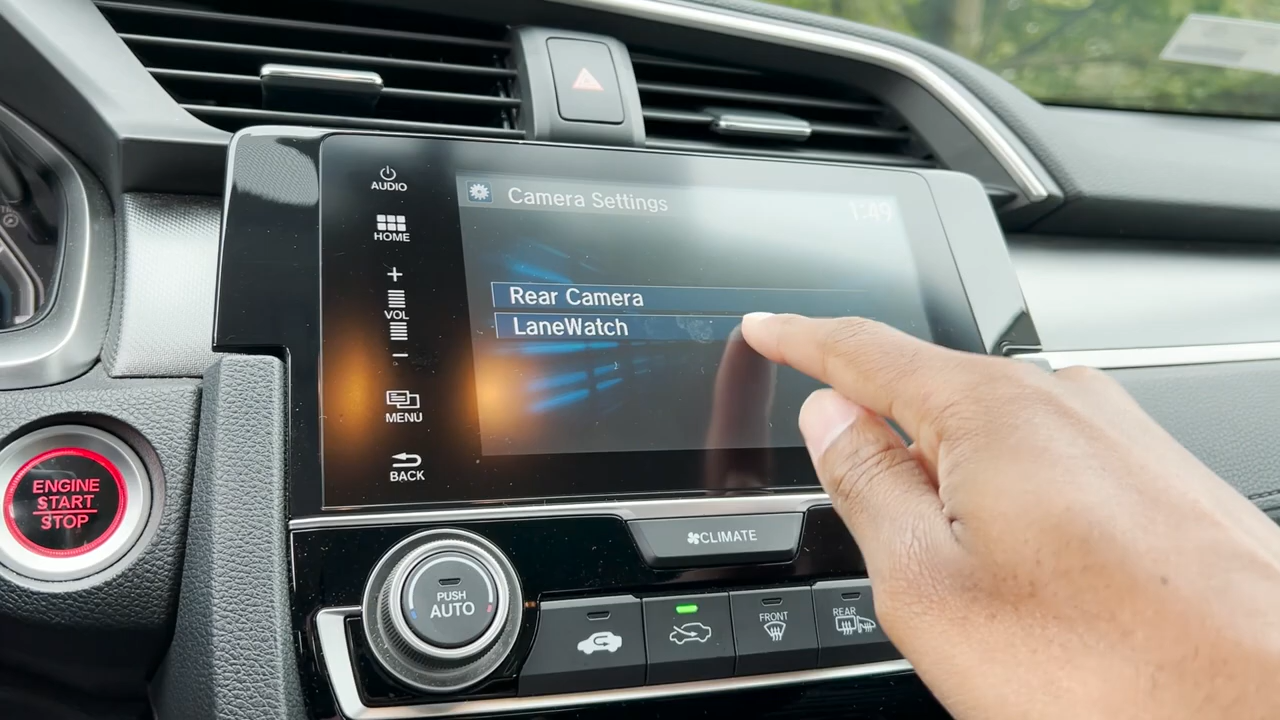 AUDIO
HOME
+
VOL
-
MENU
BACK
Camera Settings
1:49
Rear Camera
LaneWatch
ENGINE
START
STOP
CLIMATE
PUSH
AUTO
FRONT
REAR